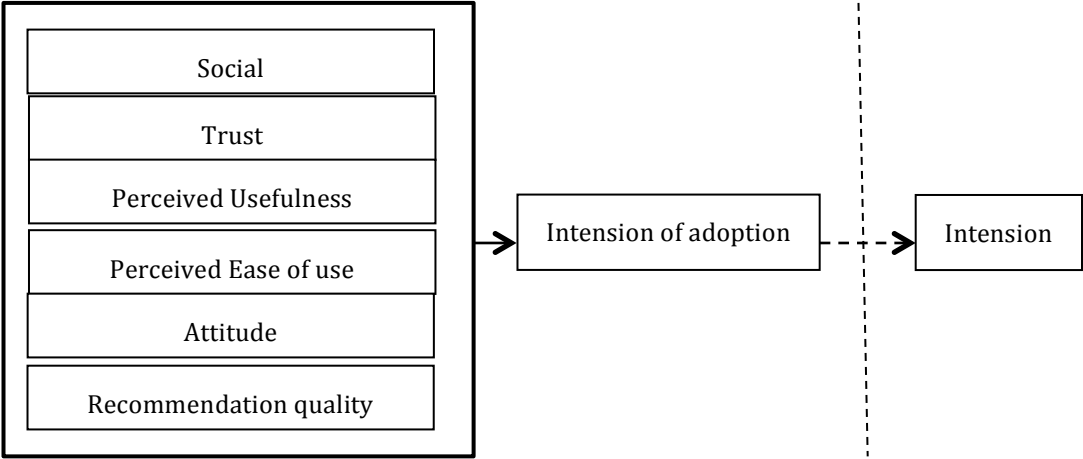 Social
Trust
Perceived Usefulness
Perceived Ease of use
Attitude
Recommendation quality
Intension of adoption
Intension